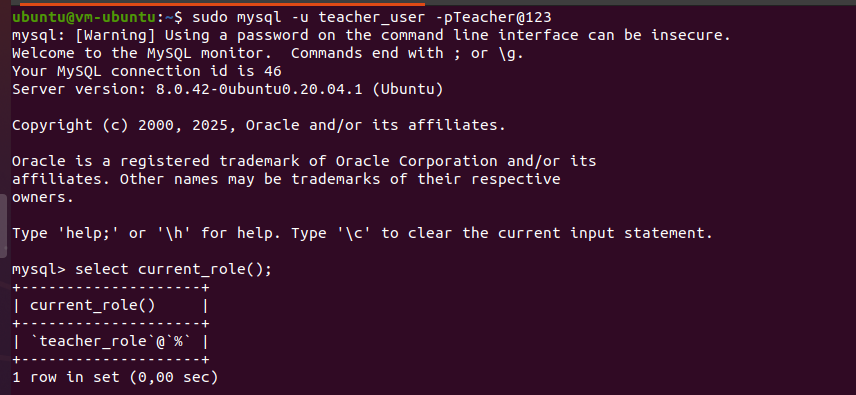 ubuntu@vm-ubuntu:~$ sudo mysql -u teacher_user -pTeacher@123
mysql: [Warning] Using a password on the command line interface can be insecure.
Welcome to the MySQL monitor.  Commands end with ; or \g.
Your MySQL connection id is 46
Server version: 8.0.42-0ubuntu0.20.04.1 (Ubuntu)

Copyright (c) 2000, 2025, Oracle and/or its affiliates.

Oracle is a registered trademark of Oracle Corporation and/or its
affiliates. Other names may be trademarks of their respective
owners.

Type 'help;' or '\h' for help. Type '\c' to clear the current input statement.

mysql> select current_role();
+--------------------+
| current_role()     |
+--------------------+
| `teacher_role`@`%` |
+--------------------+
1 row in set (0,00 sec)